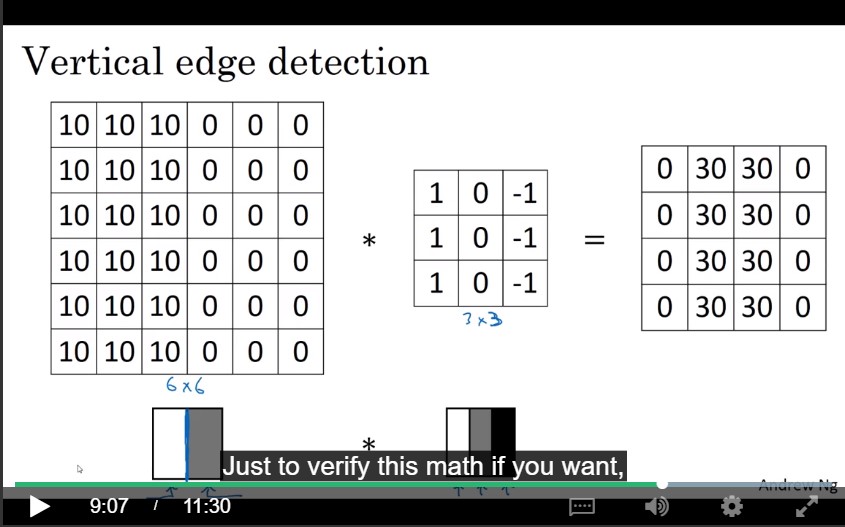 Vertical edge detection
10 10 10 0 0 0
10 10 10 0 0 0
10 10 10 0 0 0
10 10 10 0 0 0
10 10 10 0 0 0
10 10 10 0 0 0
6 x 6
*
1 0 -1
1 0 -1
1 0 -1
3 x 3
=
0 30 30 0
0 30 30 0
0 30 30 0
0 30 30 0
*
Just to verify this math if you want,
Andrew Ng
9:07 / 11:30